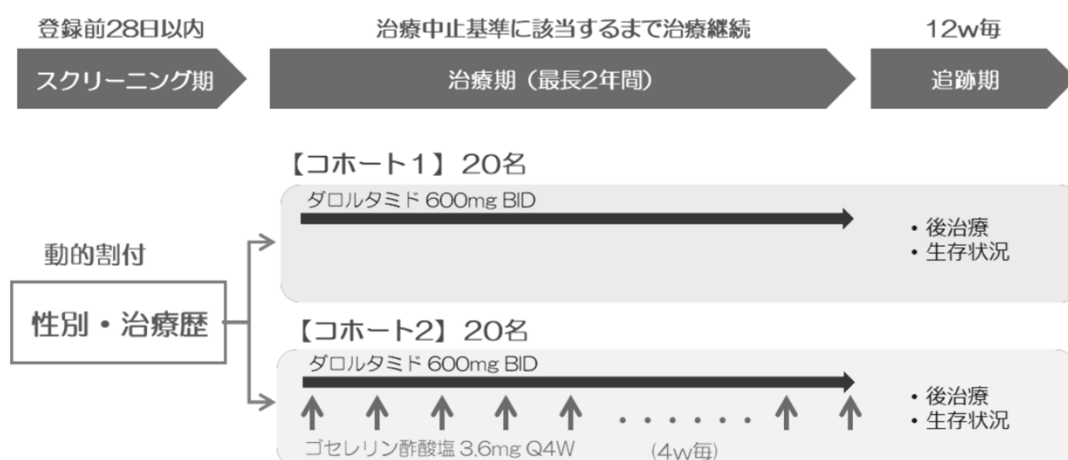 登録前28日以内
治療中止基準に該当するまで治療継続
12w毎
スクリーニング期
治療期（最長2年間）
追跡期
【コホート1】20名
ダロルタミド 600mg BID
・後治療
・生存状況
動的割付
性別・治療歴
【コホート2】20名
ダロルタミド 600mg BID
・後治療
・生存状況
ゴセレリン酢酸塩 3.6mg Q4W
(4w毎)